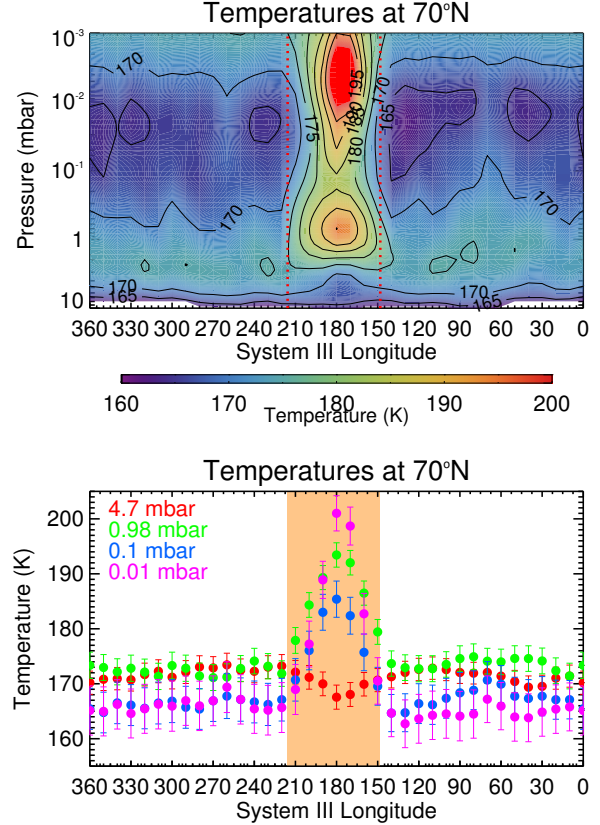 Temperatures at 70°N
Pressure (mbar)
10⁻³
10⁻²
10⁻¹
1
10
170
170
175
180
190
185
195
170
165
170
165
170
170
165
360 330 300 270 240 210 180 150 120 90 60 30 0
System III Longitude
160 170 180 190 200
Temperature (K)
Temperatures at 70°N
Temperature (K)
200
190
180
170
160
4.7 mbar
0.98 mbar
0.1 mbar
0.01 mbar
360 330 300 270 240 210 180 150 120 90 60 30 0
System III Longitude